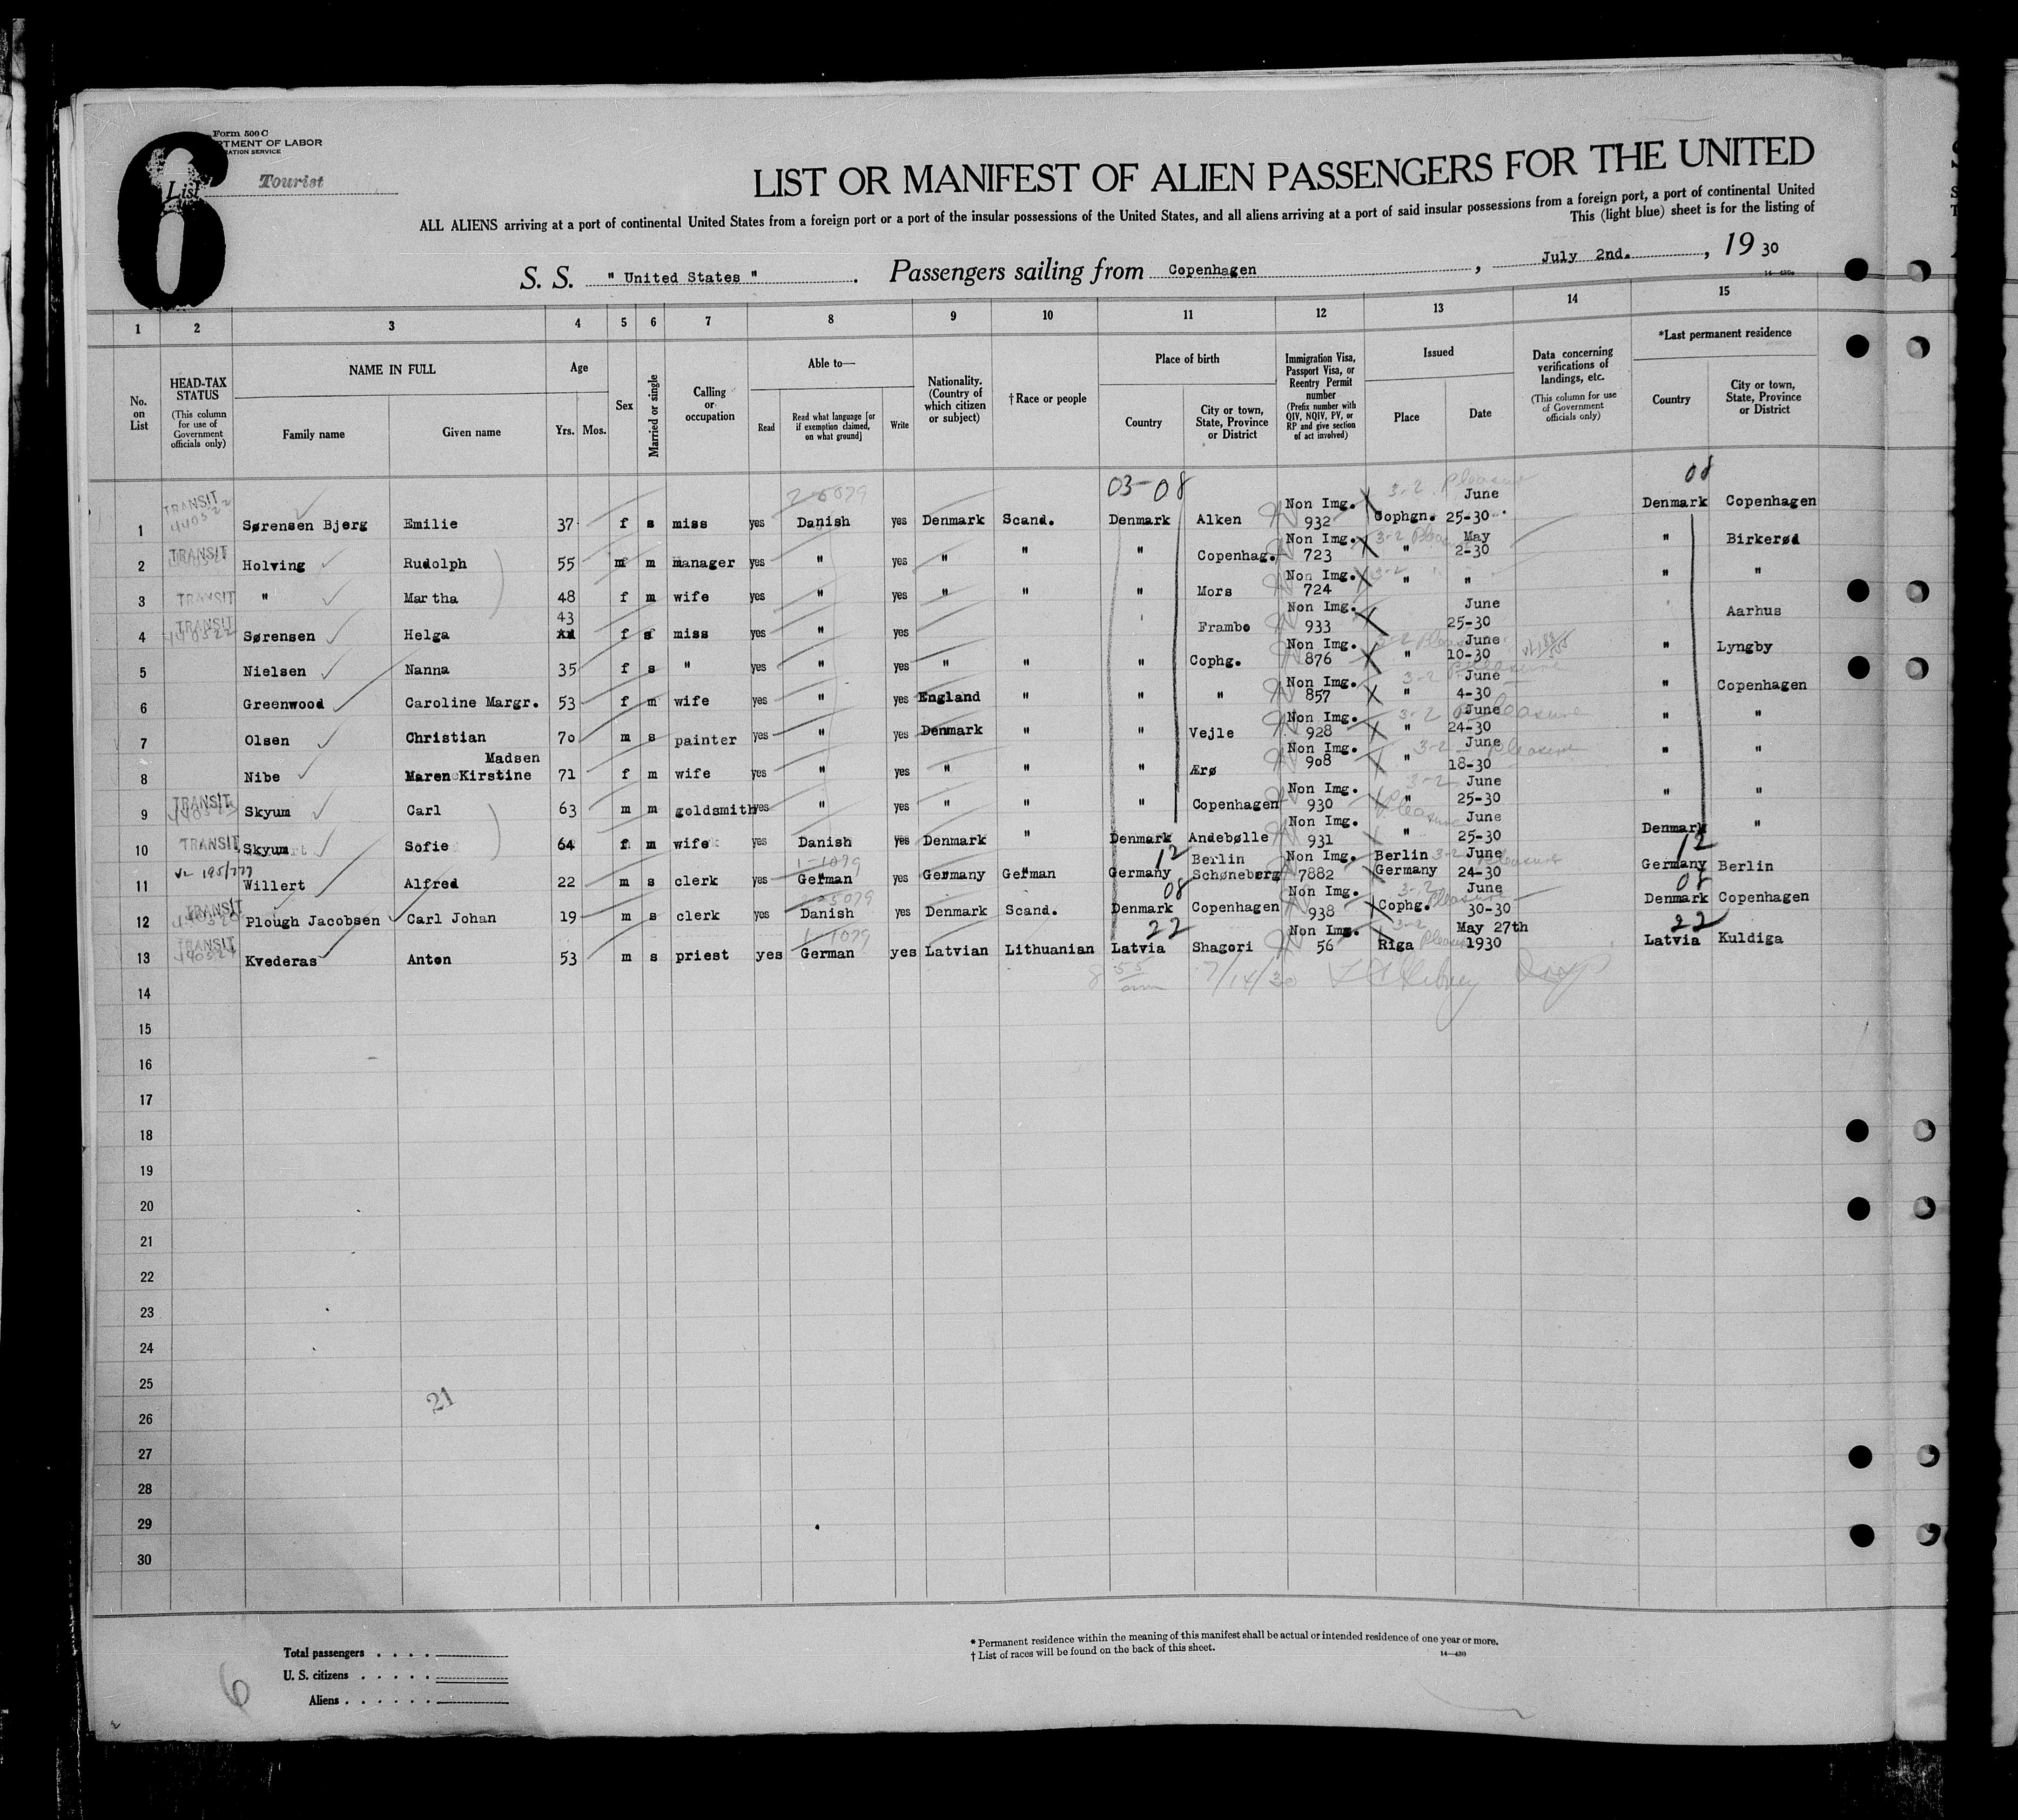 Form 500 C
RTMENT OF LABOR
RATION SERVICE
6
List Tourist
LIST OR MANIFEST OF ALIEN PASSENGERS FOR THE UNITED
ALL ALIENS arriving at a port of continental United States from a foreign port or a port of the insular possessions of the United States, and all aliens arriving at a port of said insular possessions from a foreign port, a port of continental United
This (light blue) sheet is for the listing of
S. S. " United States " . Passengers sailing from Copenhagen , July 2nd. , 19 30
1 2 3 4 5 6 7 8 9 10 11 12 13 14 15
No. on List
HEAD-TAX STATUS (This column for use of Government officials only)
NAME IN FULL
Family name Given name
Age
Yrs. Mos.
Sex
Married or single
Calling or occupation
Able to—
Read Read what language [or if exemption claimed, on what ground] Write
Nationality. (Country of which citizen or subject)
† Race or people
Place of birth
Country City or town, State, Province or District
Immigration Visa, Passport Visa, or Reentry Permit number (Prefix number with QIV, NQIV, PV, or RP and give section of act involved)
Issued
Place Date
Data concerning verifications of landings, etc. (This column for use of Government officials only)
*Last permanent residence
Country City or town, State, Province or District
03-08 3-2 Pleasure 08
1 TRANSIT Sørensen Bjerg Emilie 37 f s miss yes Danish yes Denmark Scand. Denmark Alken Non Img. 932 Cophgn. June 25-30 Denmark Copenhagen
2 TRANSIT Holving Rudolph 55 m m manager yes " yes " " " Copenhag. Non Img. 723 " May 2-30 " Birkerød
3 TRANSIT " Martha 48 f m wife yes " yes " " " Mors Non Img. 724 " " " "
4 TRANSIT Sørensen Helga 43 f s miss yes " yes Frambo Non Img. 933 June 25-30 Aarhus
5 Nielsen Nanna 35 f s " yes " yes " " " Cophg. Non Img. 876 " June 10-30 " Lyngby
6 Greenwood Caroline Margr. 53 f m wife yes " yes England " " " Non Img. 857 " June 4-30 " Copenhagen
7 Olsen Christian 70 m s painter yes " yes Denmark " " Vejle Non Img. 928 " June 24-30 " "
8 Nibe Maren Kirstine Madsen 71 f m wife yes " yes " " " Ærø Non Img. 908 " June 18-30 " "
9 TRANSIT Skyum Carl 63 m m goldsmith yes " yes " " " Copenhagen Non Img. 930 " June 25-30 " "
10 TRANSIT Skyum Sofie 64 f m wife yes Danish yes Denmark " Denmark Andebølle Non Img. 931 " June 25-30 Denmark "
12 12
11 Willert Alfred 22 m s clerk yes German yes Germany German Germany Berlin Schøneberg Non Img. 7882 Berlin Germany June 24-30 Germany Berlin
08 08
12 TRANSIT Plough Jacobsen Carl Johan 19 m s clerk yes Danish yes Denmark Scand. Denmark Copenhagen Non Img. 938 Cophg. June 30-30 Denmark Copenhagen
22 22
13 TRANSIT Kvederas Anton 53 m s priest yes German yes Latvian Lithuanian Latvia Shagori Non Img. 56 Riga May 27th 1930 Latvia Kuldiga
14 7/14/30
15
16
17
18
19
20
21
22
23
24
25
21
26
27
28
29
30
Total passengers
U. S. citizens
Aliens
6
* Permanent residence within the meaning of this manifest shall be actual or intended residence of one year or more.
† List of races will be found on the back of this sheet.
14—430